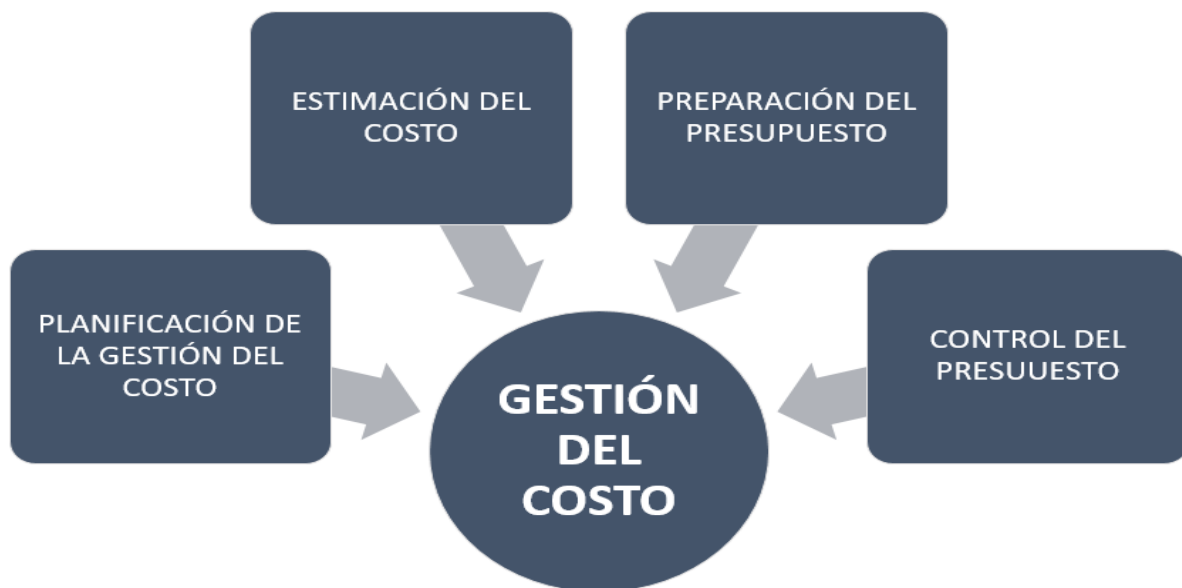 ESTIMACIÓN DEL
COSTO
PREPARACIÓN DEL
PRESUPUESTO
PLANIFICACIÓN DE
LA GESTIÓN DEL
COSTO
CONTROL DEL
PRESUUESTO
GESTIÓN
DEL
COSTO